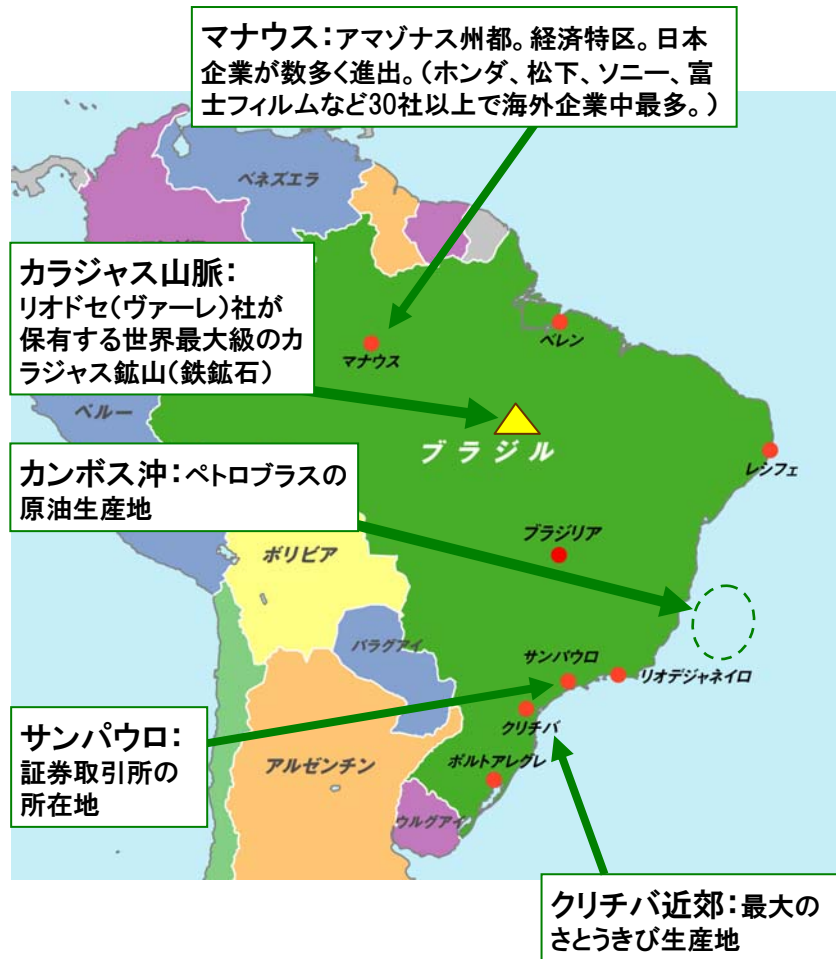 マナウス：アマゾナス州都。経済特区。日本
企業が数多く進出。（ホンダ、松下、ソニー、富
士フィルムなど30社以上で海外企業中最多。）
ベネズエラ
カラジャス山脈：
リオドセ（ヴァーレ）社が
保有する世界最大級のカ
ラジャス鉱山（鉄鉱石）
マナウス
ベレン
ペルー
ブラジル
レシフェ
カンポス沖：ペトロブラスの
原油生産地
ブラジリア
ボリビア
パラグアイ
サンパウロ
リオデジャネイロ
サンパウロ：
証券取引所の
所在地
クリチバ
アルゼンチン
ポルトアレグレ
ウルグアイ
クリチバ近郊：最大の
さとうきび生産地